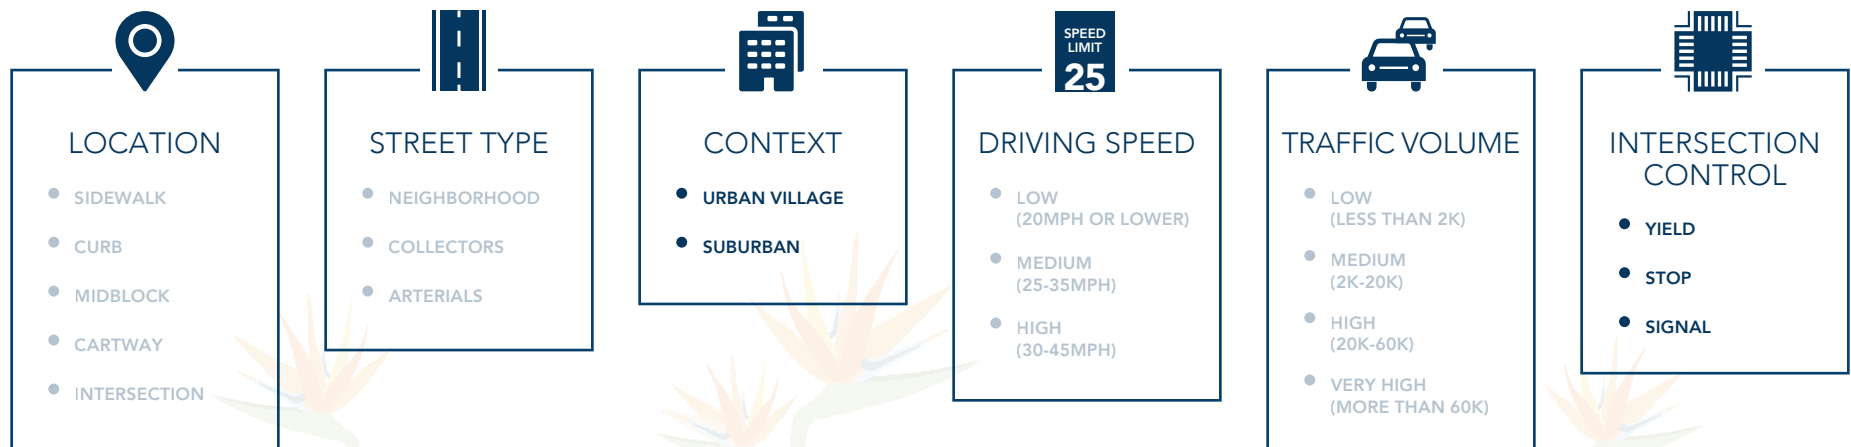 LOCATION
• SIDEWALK
• CURB
• MIDBLOCK
• CARTWAY
• INTERSECTION
STREET TYPE
• NEIGHBORHOOD
• COLLECTORS
• ARTERIALS
CONTEXT
• URBAN VILLAGE
• SUBURBAN
SPEED
LIMIT
25
DRIVING SPEED
• LOW
(20MPH OR LOWER)
• MEDIUM
(25-35MPH)
• HIGH
(30-45MPH)
TRAFFIC VOLUME
• LOW
(LESS THAN 2K)
• MEDIUM
(2K-20K)
• HIGH
(20K-60K)
• VERY HIGH
(MORE THAN 60K)
INTERSECTION
CONTROL
• YIELD
• STOP
• SIGNAL